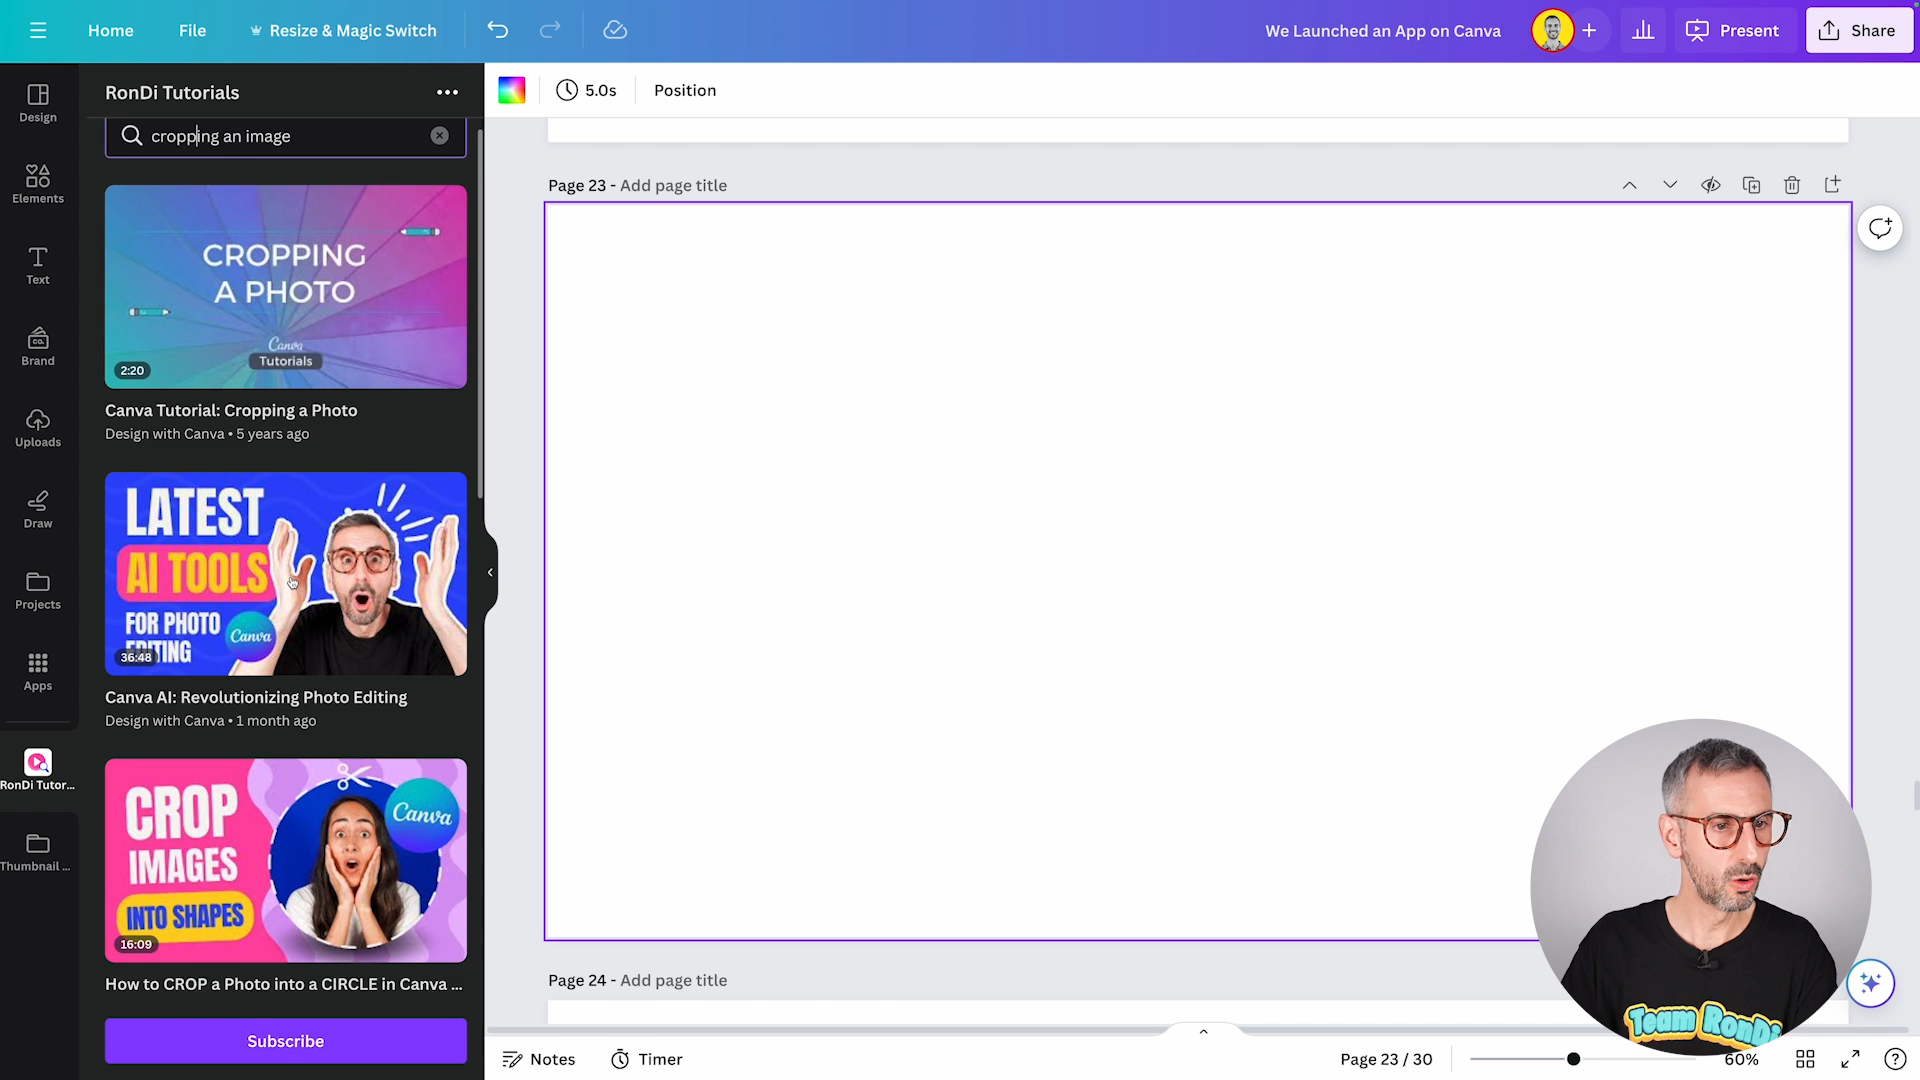 Home
File
Resize & Magic Switch
We Launched an App on Canva
Present
Share
Design
Elements
Text
Brand
Uploads
Draw
Projects
Apps
RonDi Tutor...
Thumbnail ...
RonDi Tutorials
cropping an image
CROPPING
A PHOTO
Canva
Tutorials
2:20
Canva Tutorial: Cropping a Photo
Design with Canva • 5 years ago
LATEST
AI TOOLS
FOR PHOTO
EDITING
Canva
36:48
Canva AI: Revolutionizing Photo Editing
Design with Canva • 1 month ago
CROP
IMAGES
INTO SHAPES
Canva
16:09
How to CROP a Photo into a CIRCLE in Canva ...
Subscribe
5.0s
Position
Page 23 - Add page title
Page 24 - Add page title
Team RonDi
Notes
Timer
Page 23 / 30
60%